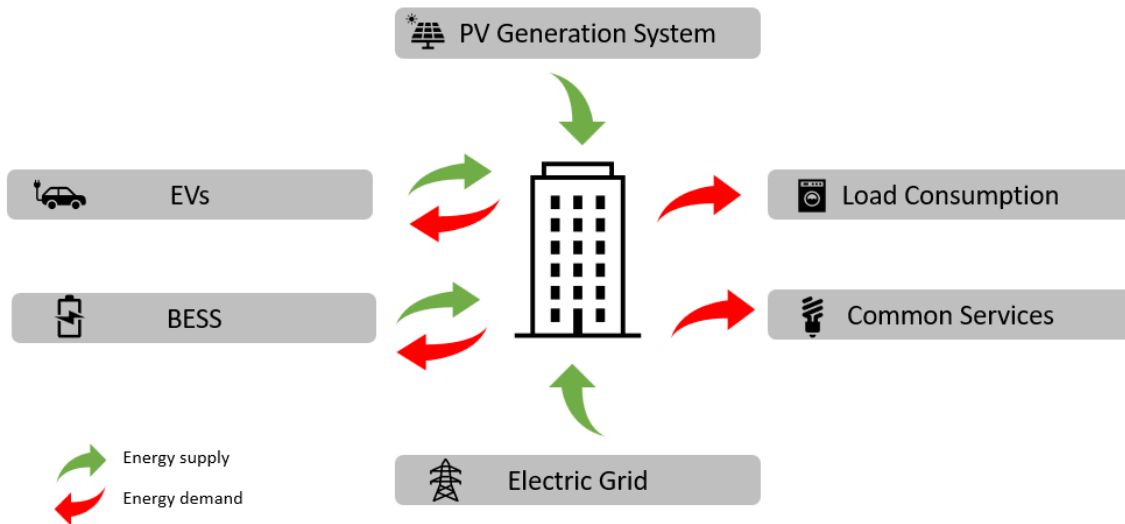 PV Generation System
EVs
Load Consumption
BESS
Common Services
Energy supply
Energy demand
Electric Grid